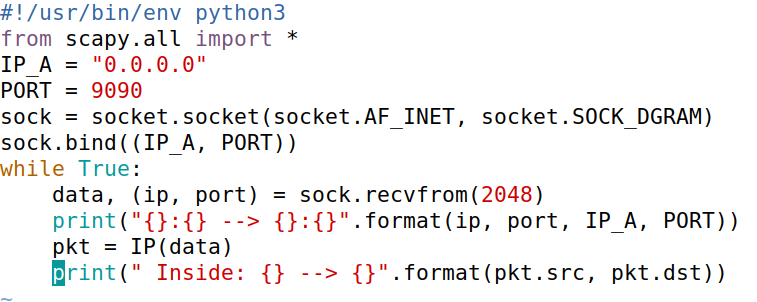 #!/usr/bin/env python3
from scapy.all import *
IP_A = "0.0.0.0"
PORT = 9090
sock = socket.socket(socket.AF_INET, socket.SOCK_DGRAM)
sock.bind((IP_A, PORT))
while True:
    data, (ip, port) = sock.recvfrom(2048)
    print("{}:{} --> {}:{}".format(ip, port, IP_A, PORT))
    pkt = IP(data)
    print(" Inside: {} --> {}".format(pkt.src, pkt.dst))
~